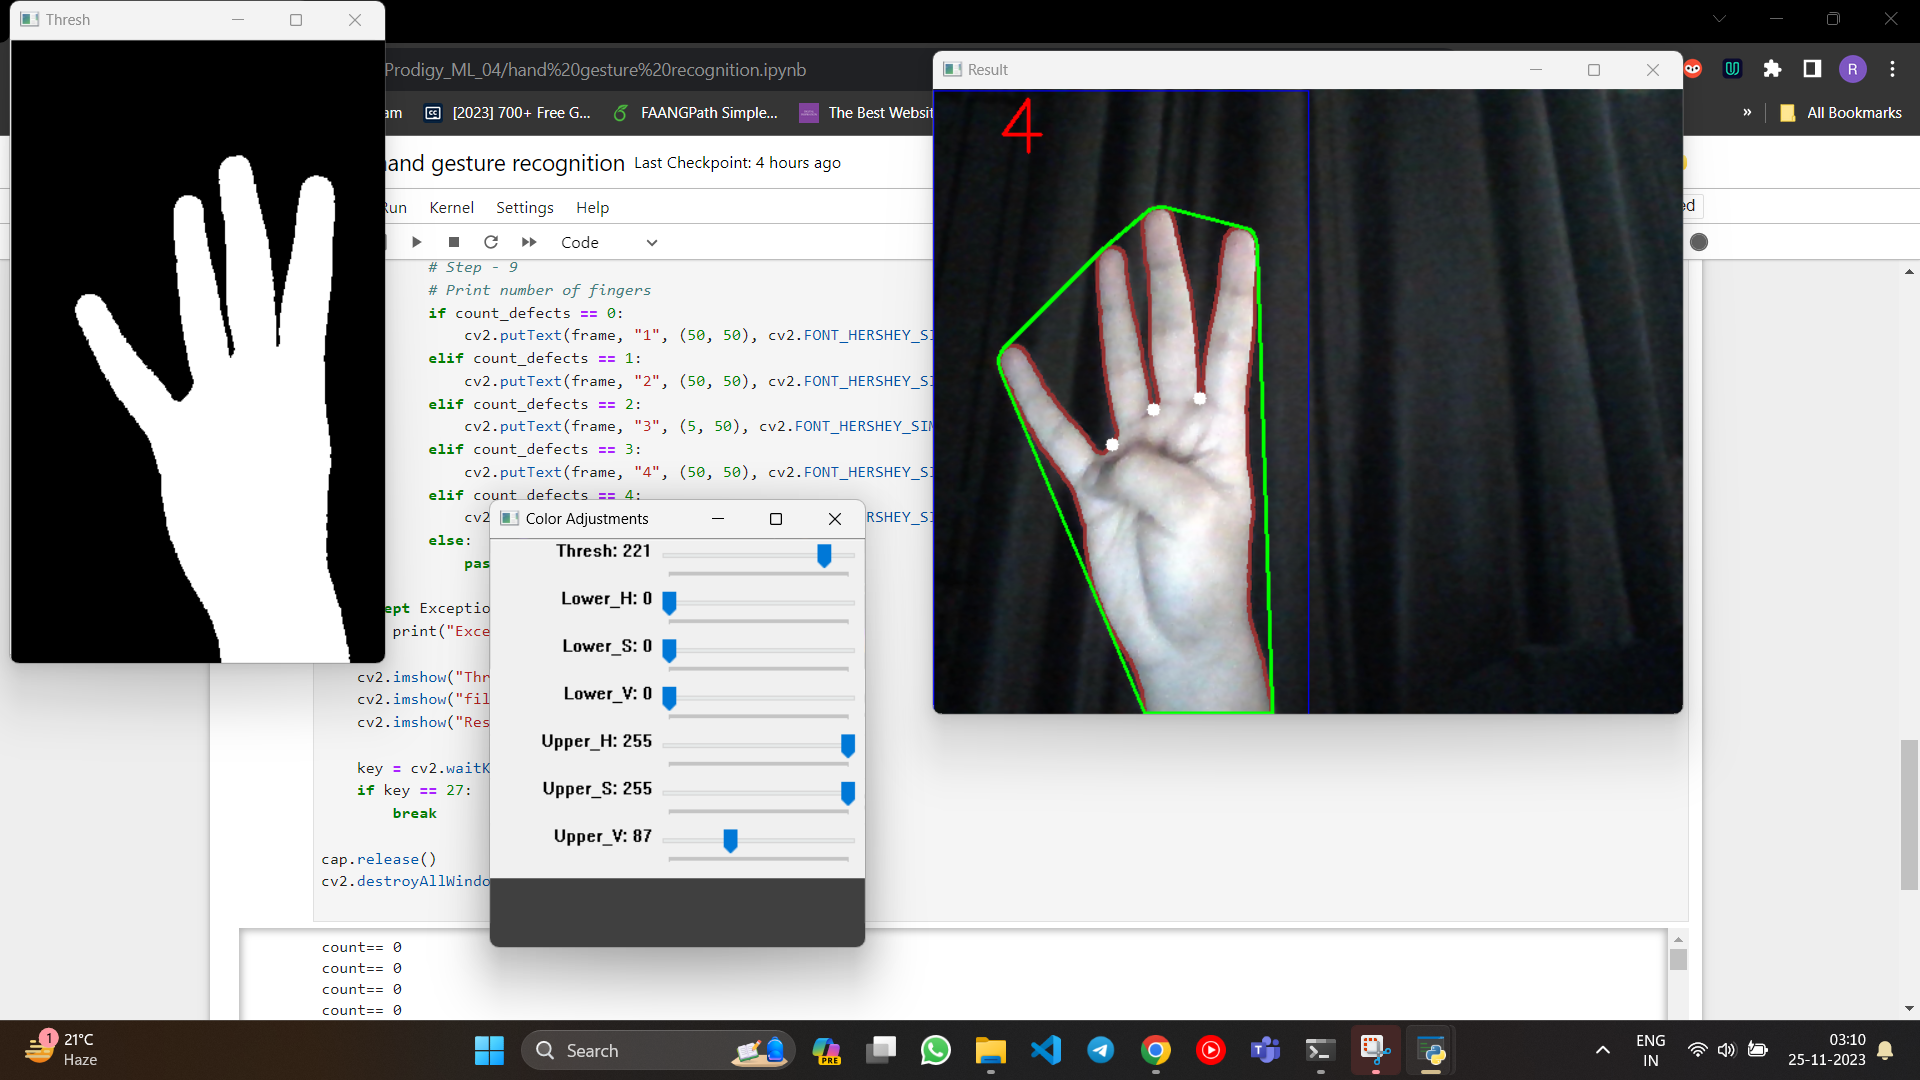 Thresh
Prodigy_ML_04/hand%20gesture%20recognition.ipynb
Result
R
am
[2023] 700+ Free G...
FAANGPath Simple...
The Best Websit
»
All Bookmarks
4
hand gesture recognition Last Checkpoint: 4 hours ago
Run
Kernel
Settings
Help
ed
Code
# Step - 9
# Print number of fingers
if count_defects == 0:
cv2.putText(frame, "1", (50, 50), cv2.FONT_HERSHEY_SI
elif count_defects == 1:
cv2.putText(frame, "2", (50, 50), cv2.FONT_HERSHEY_SI
elif count_defects == 2:
cv2.putText(frame, "3", (5, 50), cv2.FONT_HERSHEY_SIM
elif count_defects == 3:
cv2.putText(frame, "4", (50, 50), cv2.FONT_HERSHEY_SI
elif count_defects == 4:
cv2
RSHEY_SI
else:
pas
ept Exceptio
print("Exce
cv2.imshow("Thr
cv2.imshow("fil
cv2.imshow("Res
key = cv2.waitK
if key == 27:
break
cap.release()
cv2.destroyAllWindo
Color Adjustments
Thresh: 221
Lower_H: 0
Lower_S: 0
Lower_V: 0
Upper_H: 255
Upper_S: 255
Upper_V: 87
count== 0
count== 0
count== 0
count== 0
1
21°C
Haze
Search
PRE
ENG
IN
03:10
25-11-2023